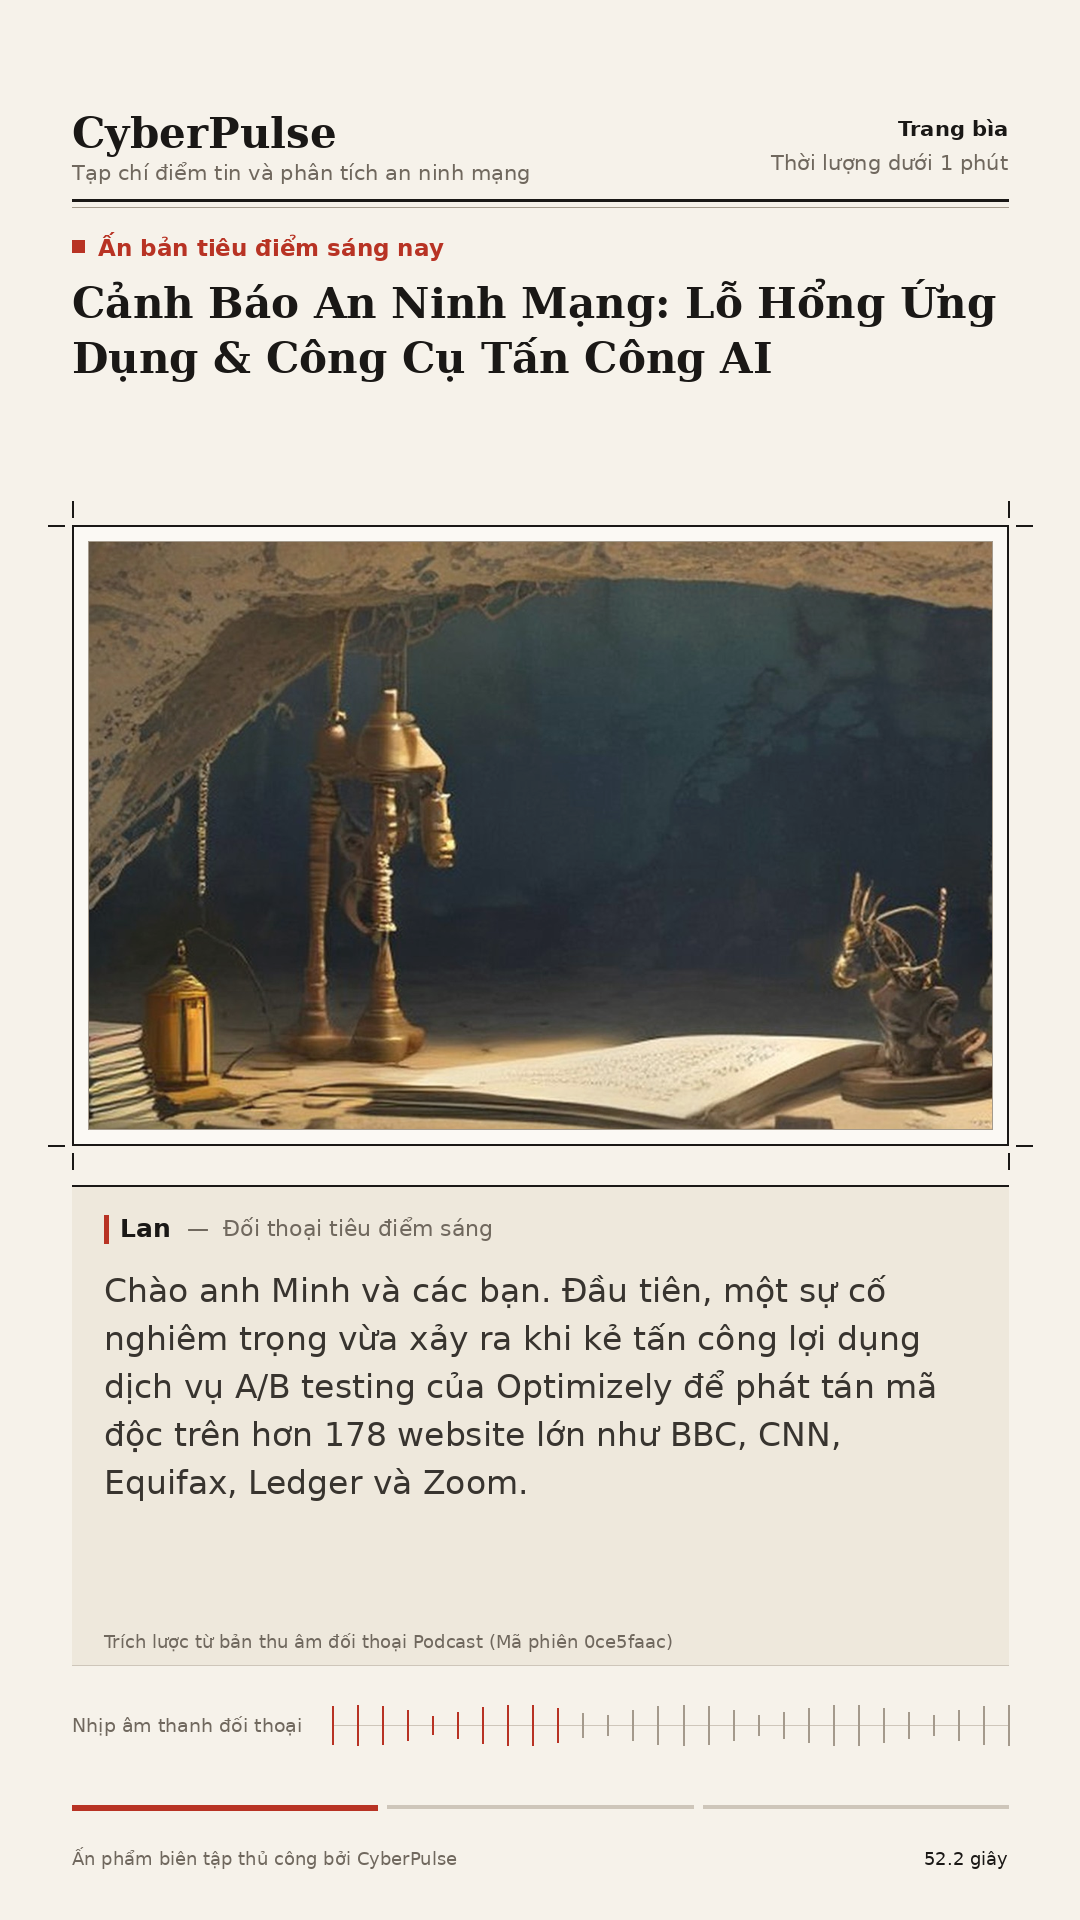 CyberPulse
Tạp chí điểm tin và phân tích an ninh mạng
Trang bìa
Thời lượng dưới 1 phút
Ấn bản tiêu điểm sáng nay
Cảnh Báo An Ninh Mạng: Lỗ Hổng Ứng
Dụng & Công Cụ Tấn Công AI
Lan — Đối thoại tiêu điểm sáng
Chào anh Minh và các bạn. Đầu tiên, một sự cố
nghiêm trọng vừa xảy ra khi kẻ tấn công lợi dụng
dịch vụ A/B testing của Optimizely để phát tán mã
độc trên hơn 178 website lớn như BBC, CNN,
Equifax, Ledger và Zoom.
Trích lược từ bản thu âm đối thoại Podcast (Mã phiên 0ce5faac)
Nhịp âm thanh đối thoại
Ấn phẩm biên tập thủ công bởi CyberPulse
52.2 giây